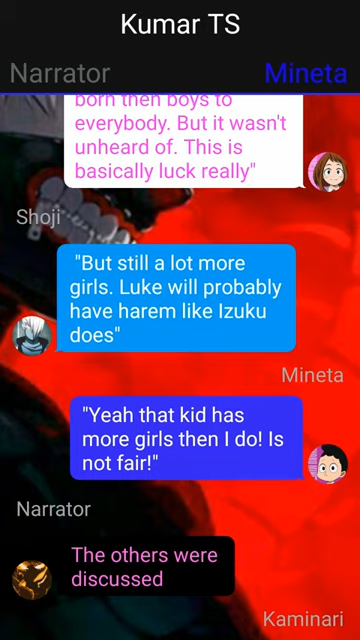 Kumar TS
Narrator
Mineta
born then boys to
everybody. But it wasn't
unheard of. This is
basically luck really"
Shoji
"But still a lot more
girls. Luke will probably
have harem like Izuku
does"
Mineta
"Yeah that kid has
more girls then I do! Is
not fair!"
Narrator
The others were
discussed
Kaminari